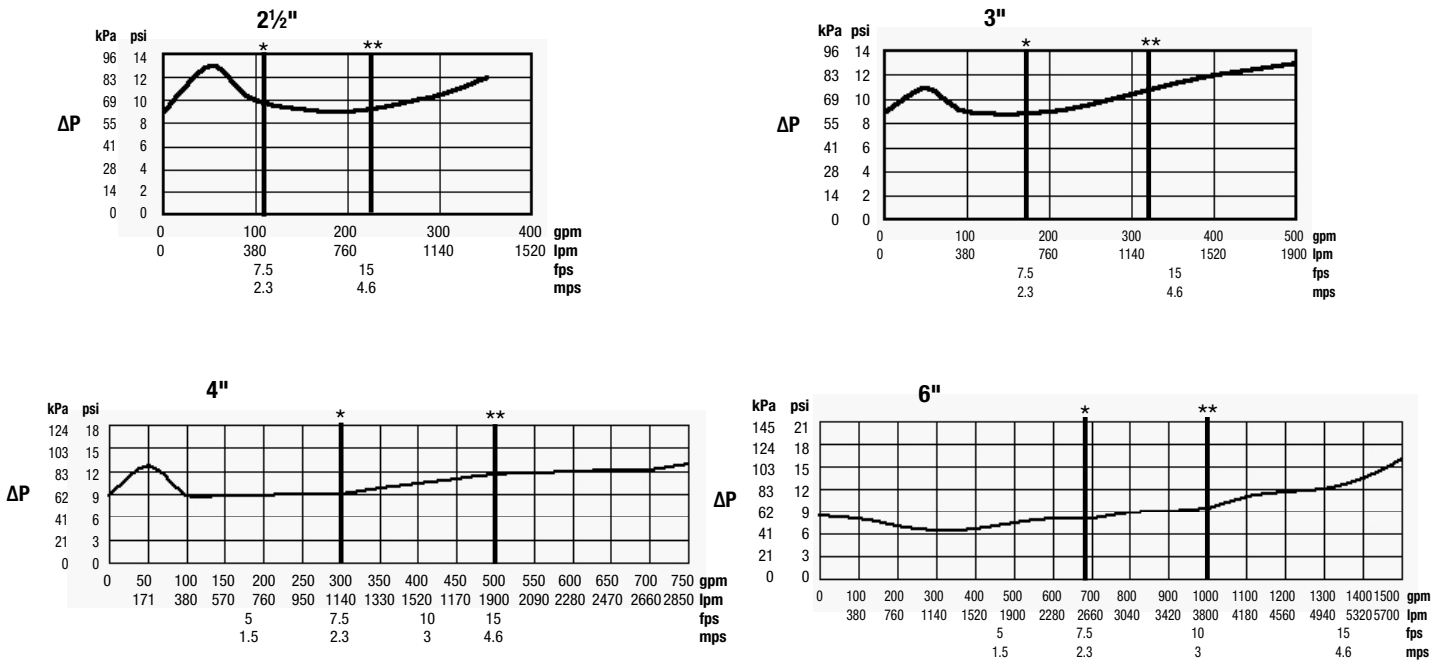 2½"
kPa psi
* **
96 14
83 12
69 10
ΔP
55 8
41 6
28 4
14 2
0 0
0 100 200 300 400 gpm
0 380 760 1140 1520 lpm
7.5 15 fps
2.3 4.6 mps
3"
kPa psi
* **
96 14
83 12
69 10
ΔP
55 8
41 6
28 4
14 2
0 0
0 100 200 300 400 500 gpm
0 380 760 1140 1520 1900 lpm
7.5 15 fps
2.3 4.6 mps
4"
kPa psi
* **
124 18
103 15
83 12
ΔP
62 9
41 6
21 3
0 0
0 50 100 150 200 250 300 350 400 450 500 550 600 650 700 750 gpm
171 380 570 760 950 1140 1330 1520 1170 1900 2090 2280 2470 2660 2850 lpm
5 7.5 10 15 fps
1.5 2.3 3 4.6 mps
6"
kPa psi
* **
145 21
124 18
103 15
83 12
ΔP
62 9
41 6
21 3
0 0
0 100 200 300 400 500 600 700 800 900 1000 1100 1200 1300 1400 1500 gpm
380 760 1140 1520 1900 2280 2660 3040 3420 3800 4180 4560 4940 5320 5700 lpm
5 7.5 10 15 fps
1.5 2.3 3 4.6 mps